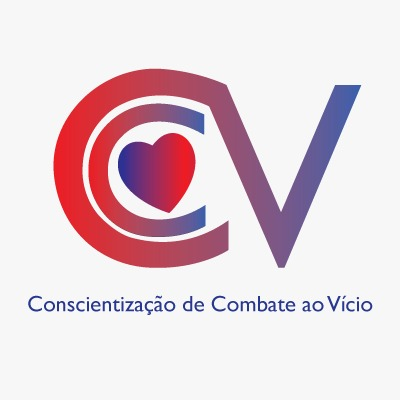 CCV
Conscientização de Combate ao Vício